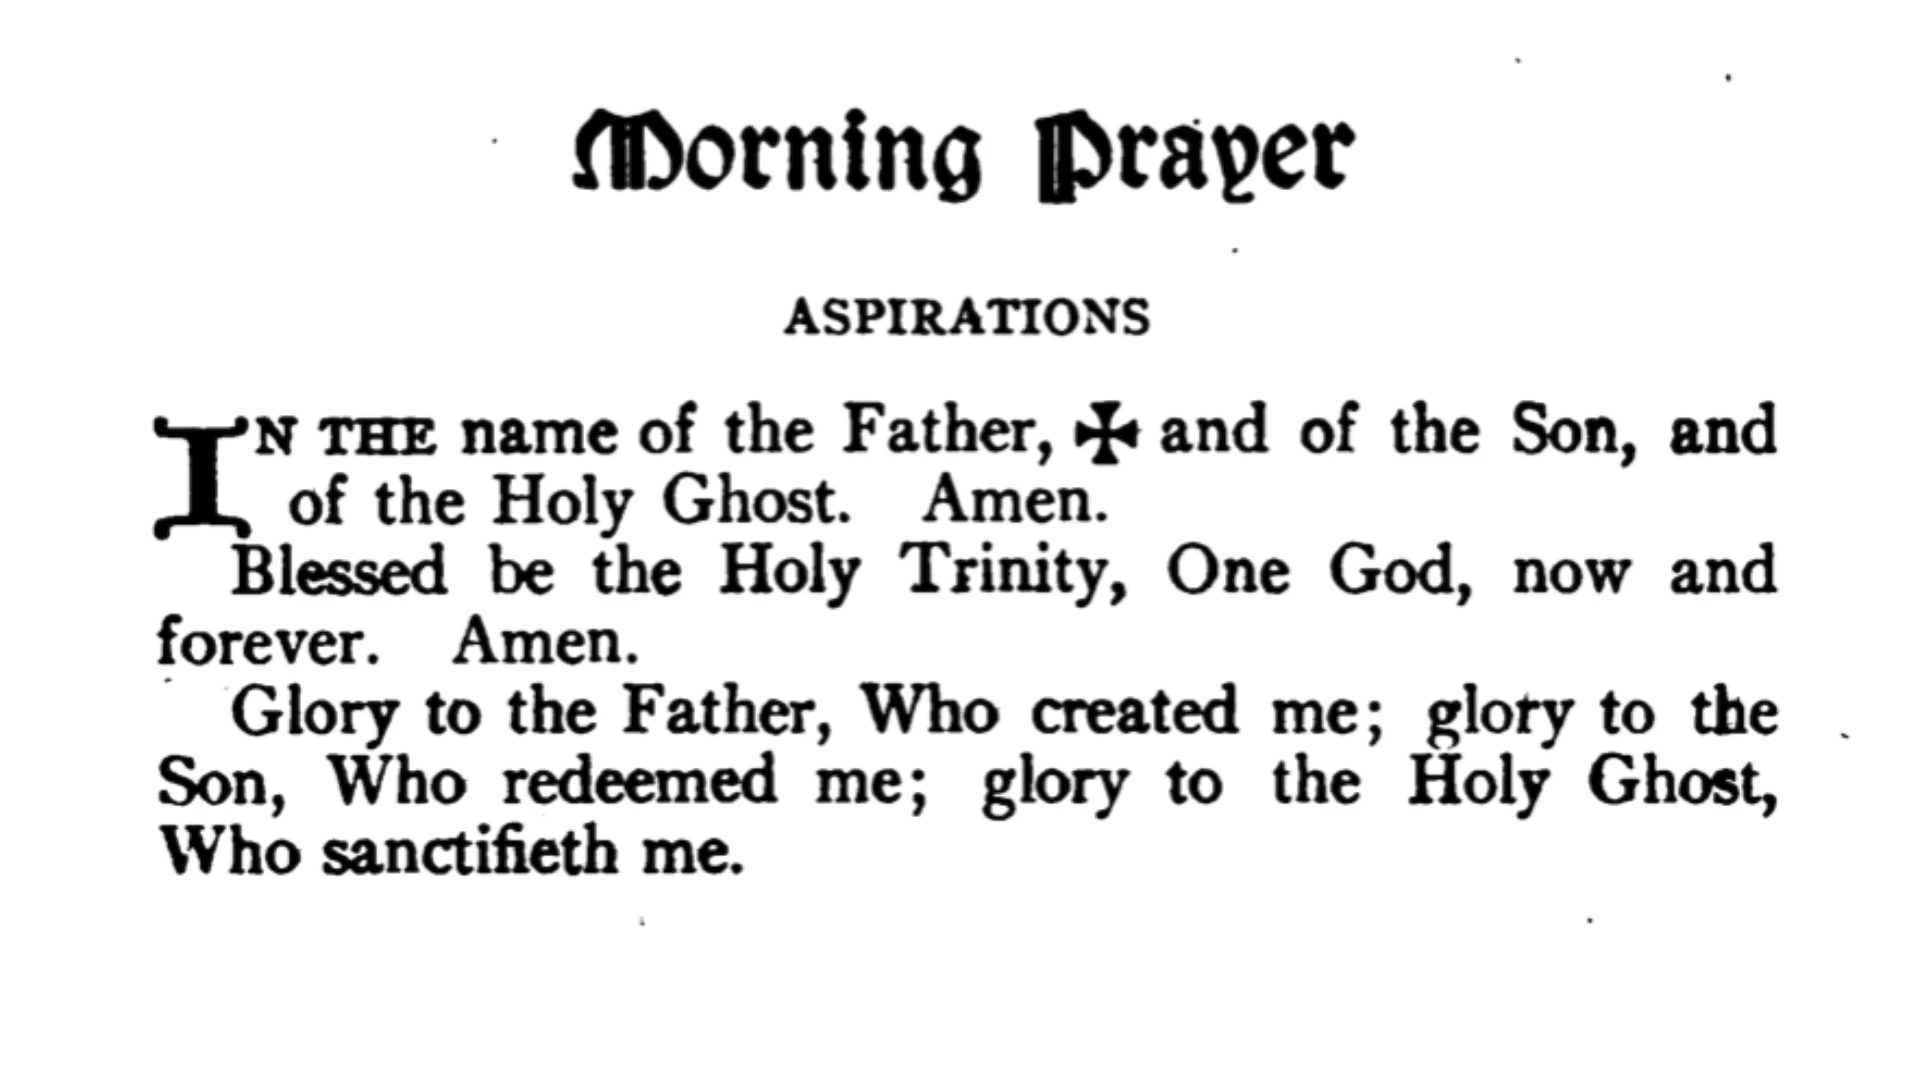 Morning Prayer
ASPIRATIONS
IN THE name of the Father, ✠ and of the Son, and
of the Holy Ghost. Amen.
Blessed be the Holy Trinity, One God, now and
forever. Amen.
Glory to the Father, Who created me; glory to the
Son, Who redeemed me; glory to the Holy Ghost,
Who sanctifieth me.